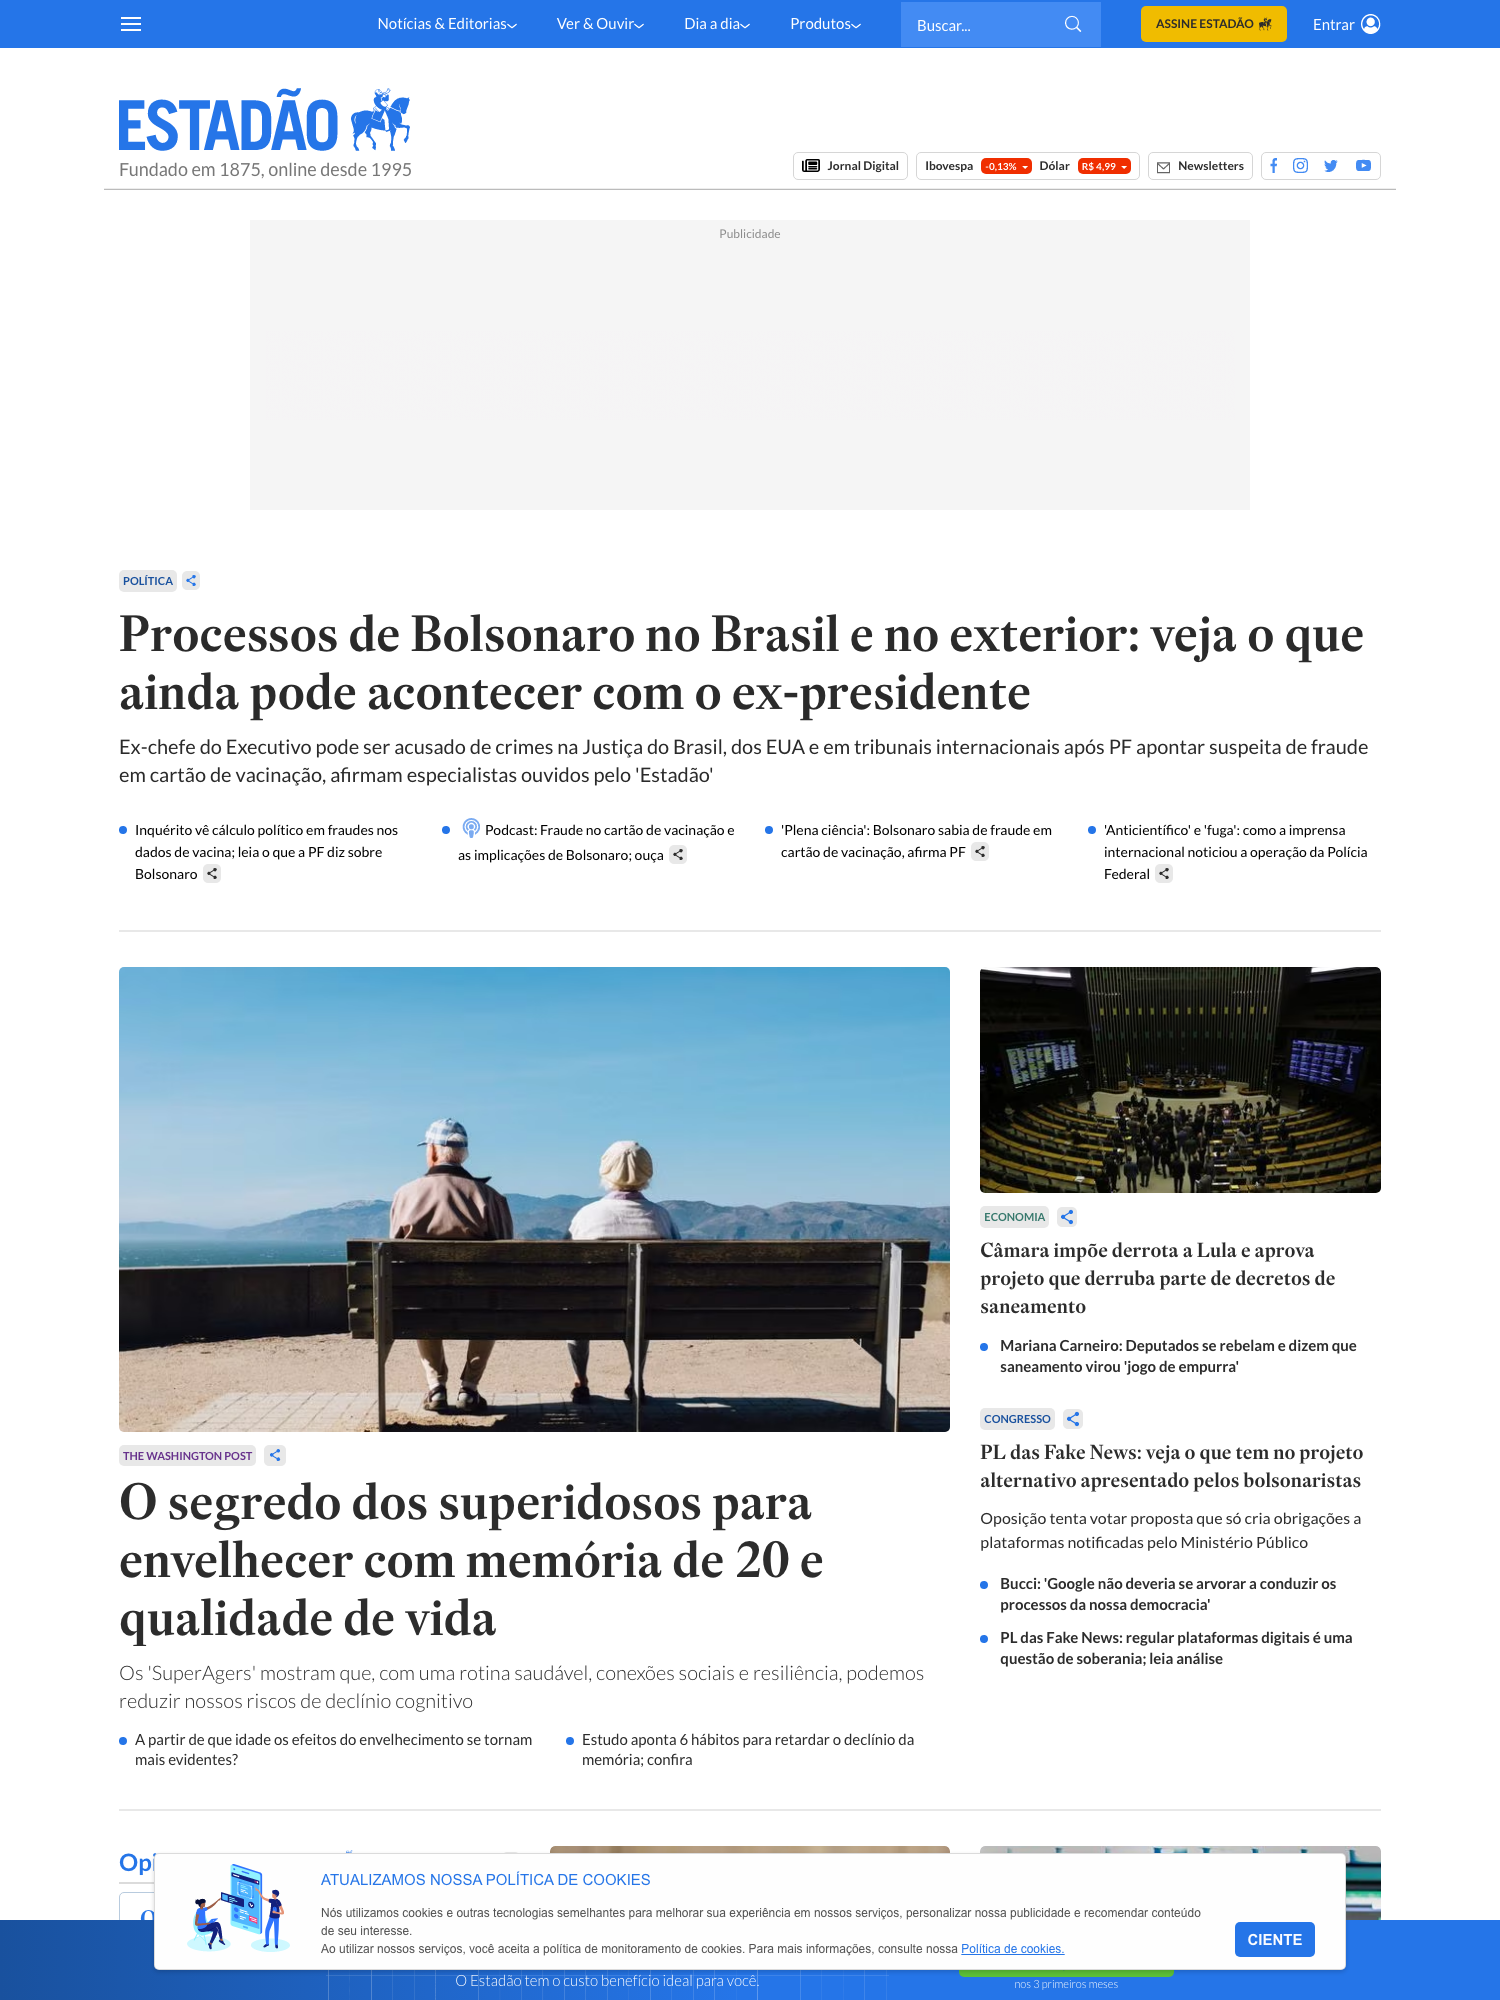 Notícias & Editorias
Ver & Ouvir
Dia a dia
Produtos
Buscar...
ASSINE ESTADÃO
Entrar
ESTADÃO
Fundado em 1875, online desde 1995
Jornal Digital
Ibovespa -0,13% Dólar R$ 4,99
Newsletters
Publicidade
POLÍTICA
Processos de Bolsonaro no Brasil e no exterior: veja o que
ainda pode acontecer com o ex-presidente
Ex-chefe do Executivo pode ser acusado de crimes na Justiça do Brasil, dos EUA e em tribunais internacionais após PF apontar suspeita de fraude
em cartão de vacinação, afirmam especialistas ouvidos pelo 'Estadão'
Inquérito vê cálculo político em fraudes nos
dados de vacina; leia o que a PF diz sobre
Bolsonaro
Podcast: Fraude no cartão de vacinação e
as implicações de Bolsonaro; ouça
'Plena ciência': Bolsonaro sabia de fraude em
cartão de vacinação, afirma PF
'Anticientífico' e 'fuga': como a imprensa
internacional noticiou a operação da Polícia
Federal
THE WASHINGTON POST
O segredo dos superidosos para
envelhecer com memória de 20 e
qualidade de vida
Os 'SuperAgers' mostram que, com uma rotina saudável, conexões sociais e resiliência, podemos
reduzir nossos riscos de declínio cognitivo
A partir de que idade os efeitos do envelhecimento se tornam
mais evidentes?
Estudo aponta 6 hábitos para retardar o declínio da
memória; confira
ECONOMIA
Câmara impõe derrota a Lula e aprova
projeto que derruba parte de decretos de
saneamento
Mariana Carneiro: Deputados se rebelam e dizem que
saneamento virou 'jogo de empurra'
CONGRESSO
PL das Fake News: veja o que tem no projeto
alternativo apresentado pelos bolsonaristas
Oposição tenta votar proposta que só cria obrigações a
plataformas notificadas pelo Ministério Público
Bucci: 'Google não deveria se arvorar a conduzir os
processos da nossa democracia'
PL das Fake News: regular plataformas digitais é uma
questão de soberania; leia análise
Opi
ATUALIZAMOS NOSSA POLÍTICA DE COOKIES
Nós utilizamos cookies e outras tecnologias semelhantes para melhorar sua experiência em nossos serviços, personalizar nossa publicidade e recomendar conteúdo
de seu interesse.
Ao utilizar nossos serviços, você aceita a política de monitoramento de cookies. Para mais informações, consulte nossa Política de cookies.
CIENTE
O Estadão tem o custo benefício ideal para você.
nos 3 primeiros meses